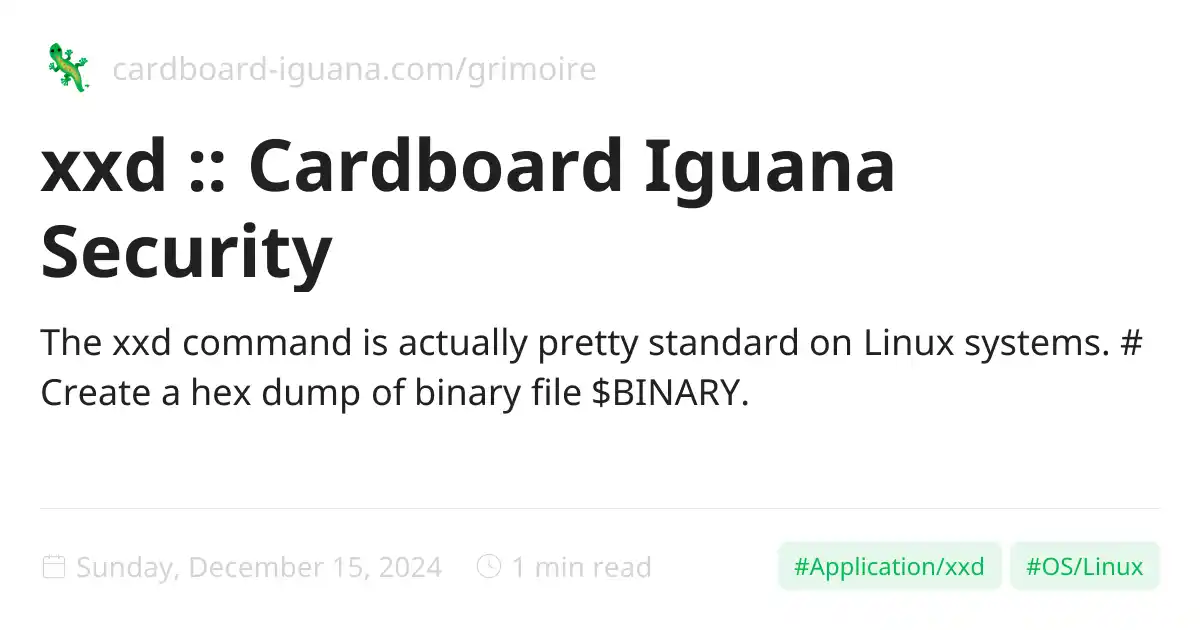 cardboard-iguana.com/grimoire
xxd :: Cardboard Iguana
Security
The xxd command is actually pretty standard on Linux systems. #
Create a hex dump of binary file $BINARY.
Sunday, December 15, 2024 1 min read #Application/xxd #OS/Linux